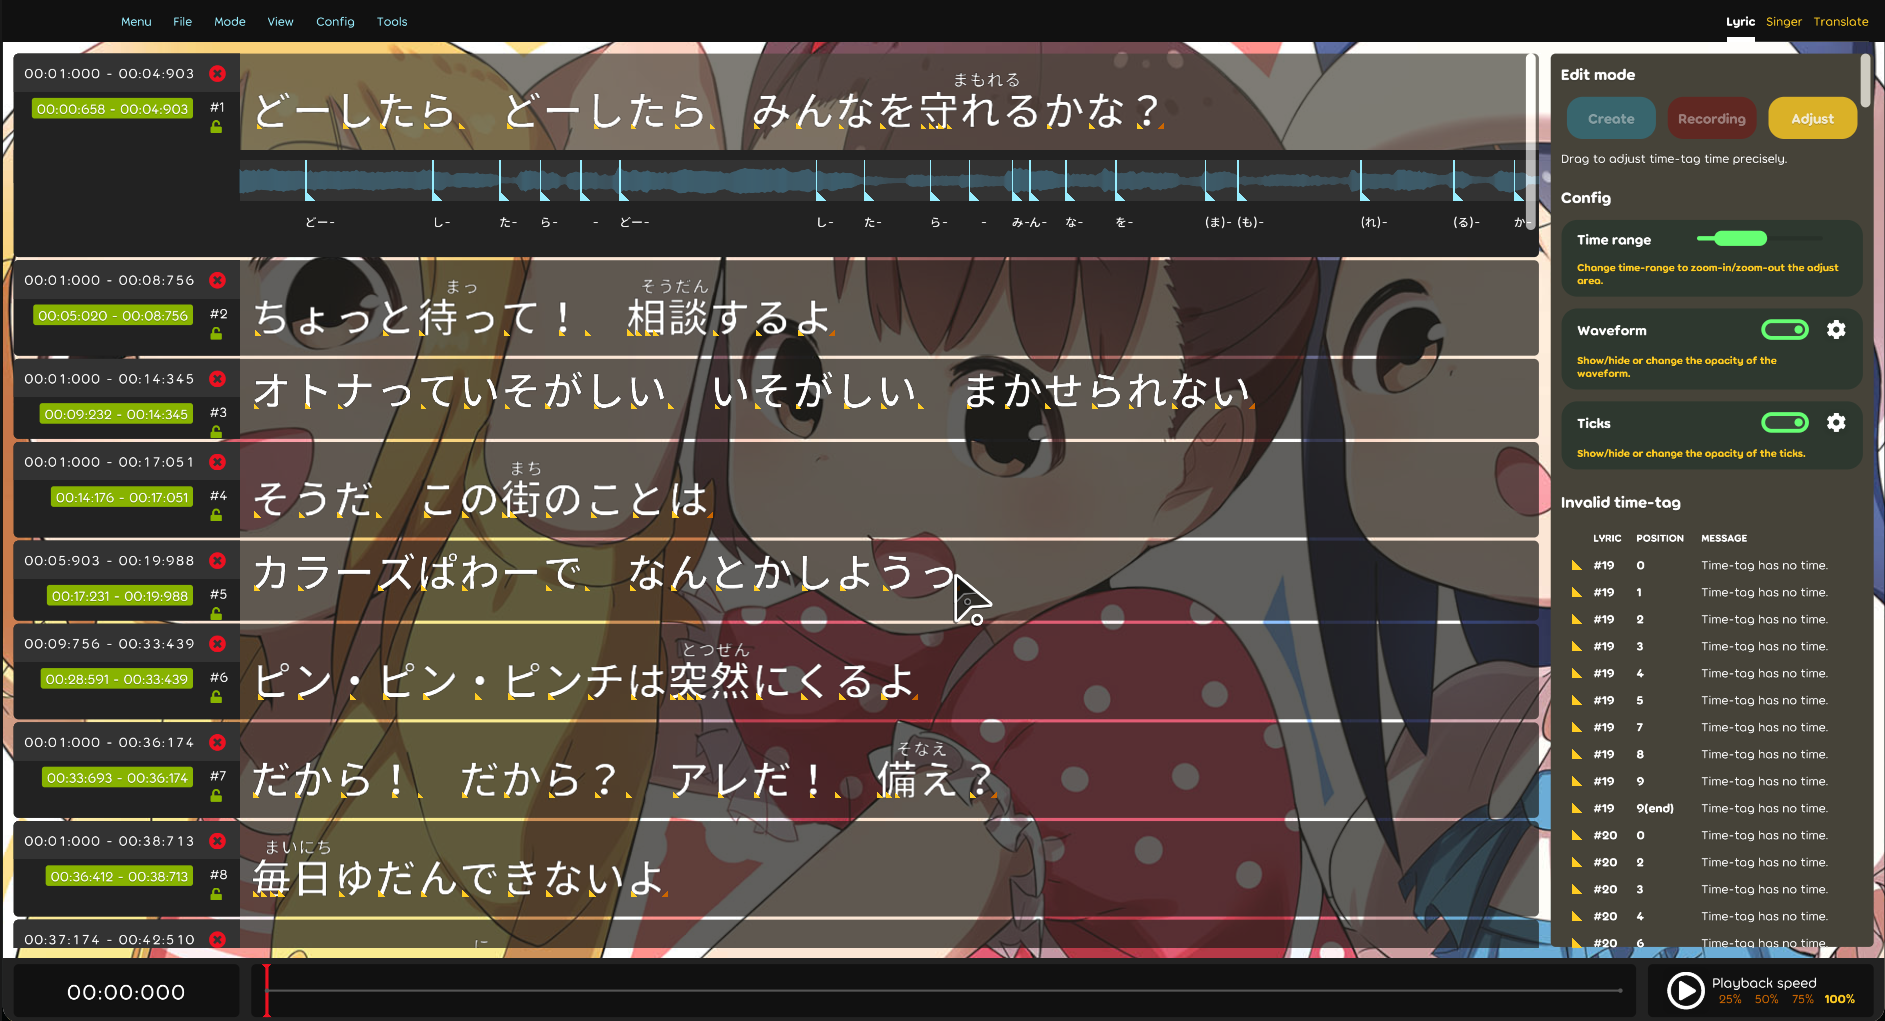 Menu File Mode View Config Tools
Lyric Singer Translate
00:01:000 - 00:04:903
00:00:658 - 00:04:903 #1
まもれる
どーしたら どーしたら みんなを守れるかな？
どー- し- た- ら- - どー- し- た- ら- - み- ん- な- を- (ま)- (も)- (れ)- (る)- か-
00:01:000 - 00:08:756
00:05:020 - 00:08:756 #2
まっ そうだん
ちょっと待って！ 相談するよ
00:01:000 - 00:14:345
00:09:232 - 00:14:345 #3
オトナっていそがしい いそがしい まかせられない
00:01:000 - 00:17:051
00:14:176 - 00:17:051 #4
まち
そうだ この街のことは
00:05:903 - 00:19:988
00:17:231 - 00:19:988 #5
カラーズぱわーで なんとかしようっ
00:09:756 - 00:33:439
00:28:591 - 00:33:439 #6
とつせん
ピン・ピン・ピンチは突然にくるよ
00:01:000 - 00:36:174
00:33:693 - 00:36:174 #7
そなえ
だから！ だから？ アレだ！ 備え？
00:01:000 - 00:38:713
00:36:412 - 00:38:713 #8
まいにち
毎日ゆだんできないよ
00:37:174 - 00:42:510
Edit mode
Create Recording Adjust
Drag to adjust time-tag time precisely.
Config
Time range
Change time-range to zoom-in/zoom-out the adjust
area.
Waveform
Show/hide or change the opacity of the
waveform.
Ticks
Show/hide or change the opacity of the ticks.
Invalid time-tag
LYRIC POSITION MESSAGE
#19 0 Time-tag has no time.
#19 1 Time-tag has no time.
#19 2 Time-tag has no time.
#19 3 Time-tag has no time.
#19 4 Time-tag has no time.
#19 5 Time-tag has no time.
#19 7 Time-tag has no time.
#19 8 Time-tag has no time.
#19 9 Time-tag has no time.
#19 9(end) Time-tag has no time.
#20 0 Time-tag has no time.
#20 2 Time-tag has no time.
#20 3 Time-tag has no time.
#20 4 Time-tag has no time.
#20 6 Time-tag has no time.
00:00:000
Playback speed
25% 50% 75% 100%